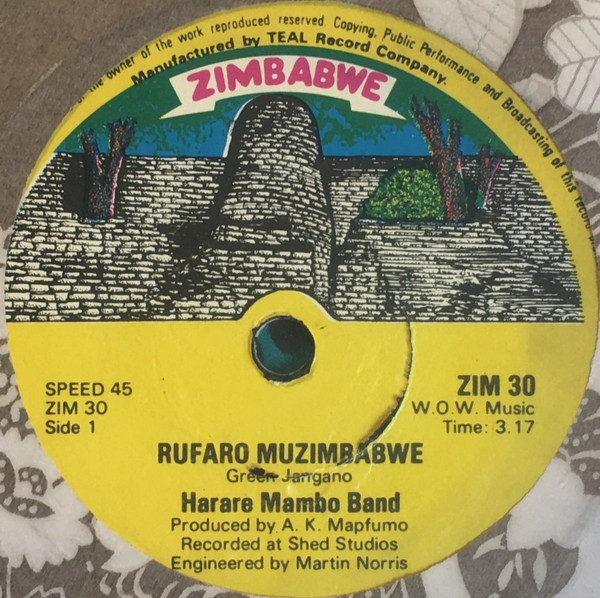 the owner of the work reproduced reserved. Copying, Public Performance and Broadcasting of this record
Manufactured by TEAL Record Company.
ZIMBABWE
SPEED 45
ZIM 30
Side 1
ZIM 30
W.O.W. Music
Time: 3.17
RUFARO MUZIMBABWE
Green Jangano
Harare Mambo Band
Produced by A. K. Mapfumo
Recorded at Shed Studios
Engineered by Martin Norris